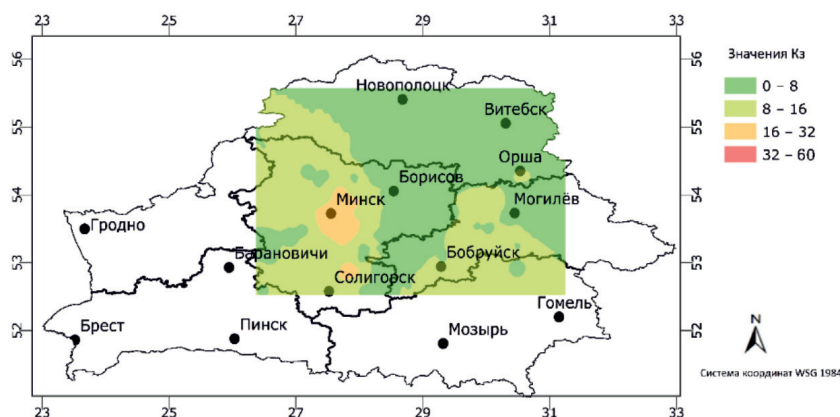 23 25 27 29 31 33
56
55
54
53
52
Новополоцк
Витебск
Орша
Борисов
Минск
Могилёв
Гродно
Барановичи
Бобруйск
Солигорск
Гомель
Брест
Пинск
Мозырь
56
55
54
53
52
23 25 27 29 31 33
Значения Кз
0 – 8
8 – 16
16 – 32
32 – 60
N
Система координат WSG 1984